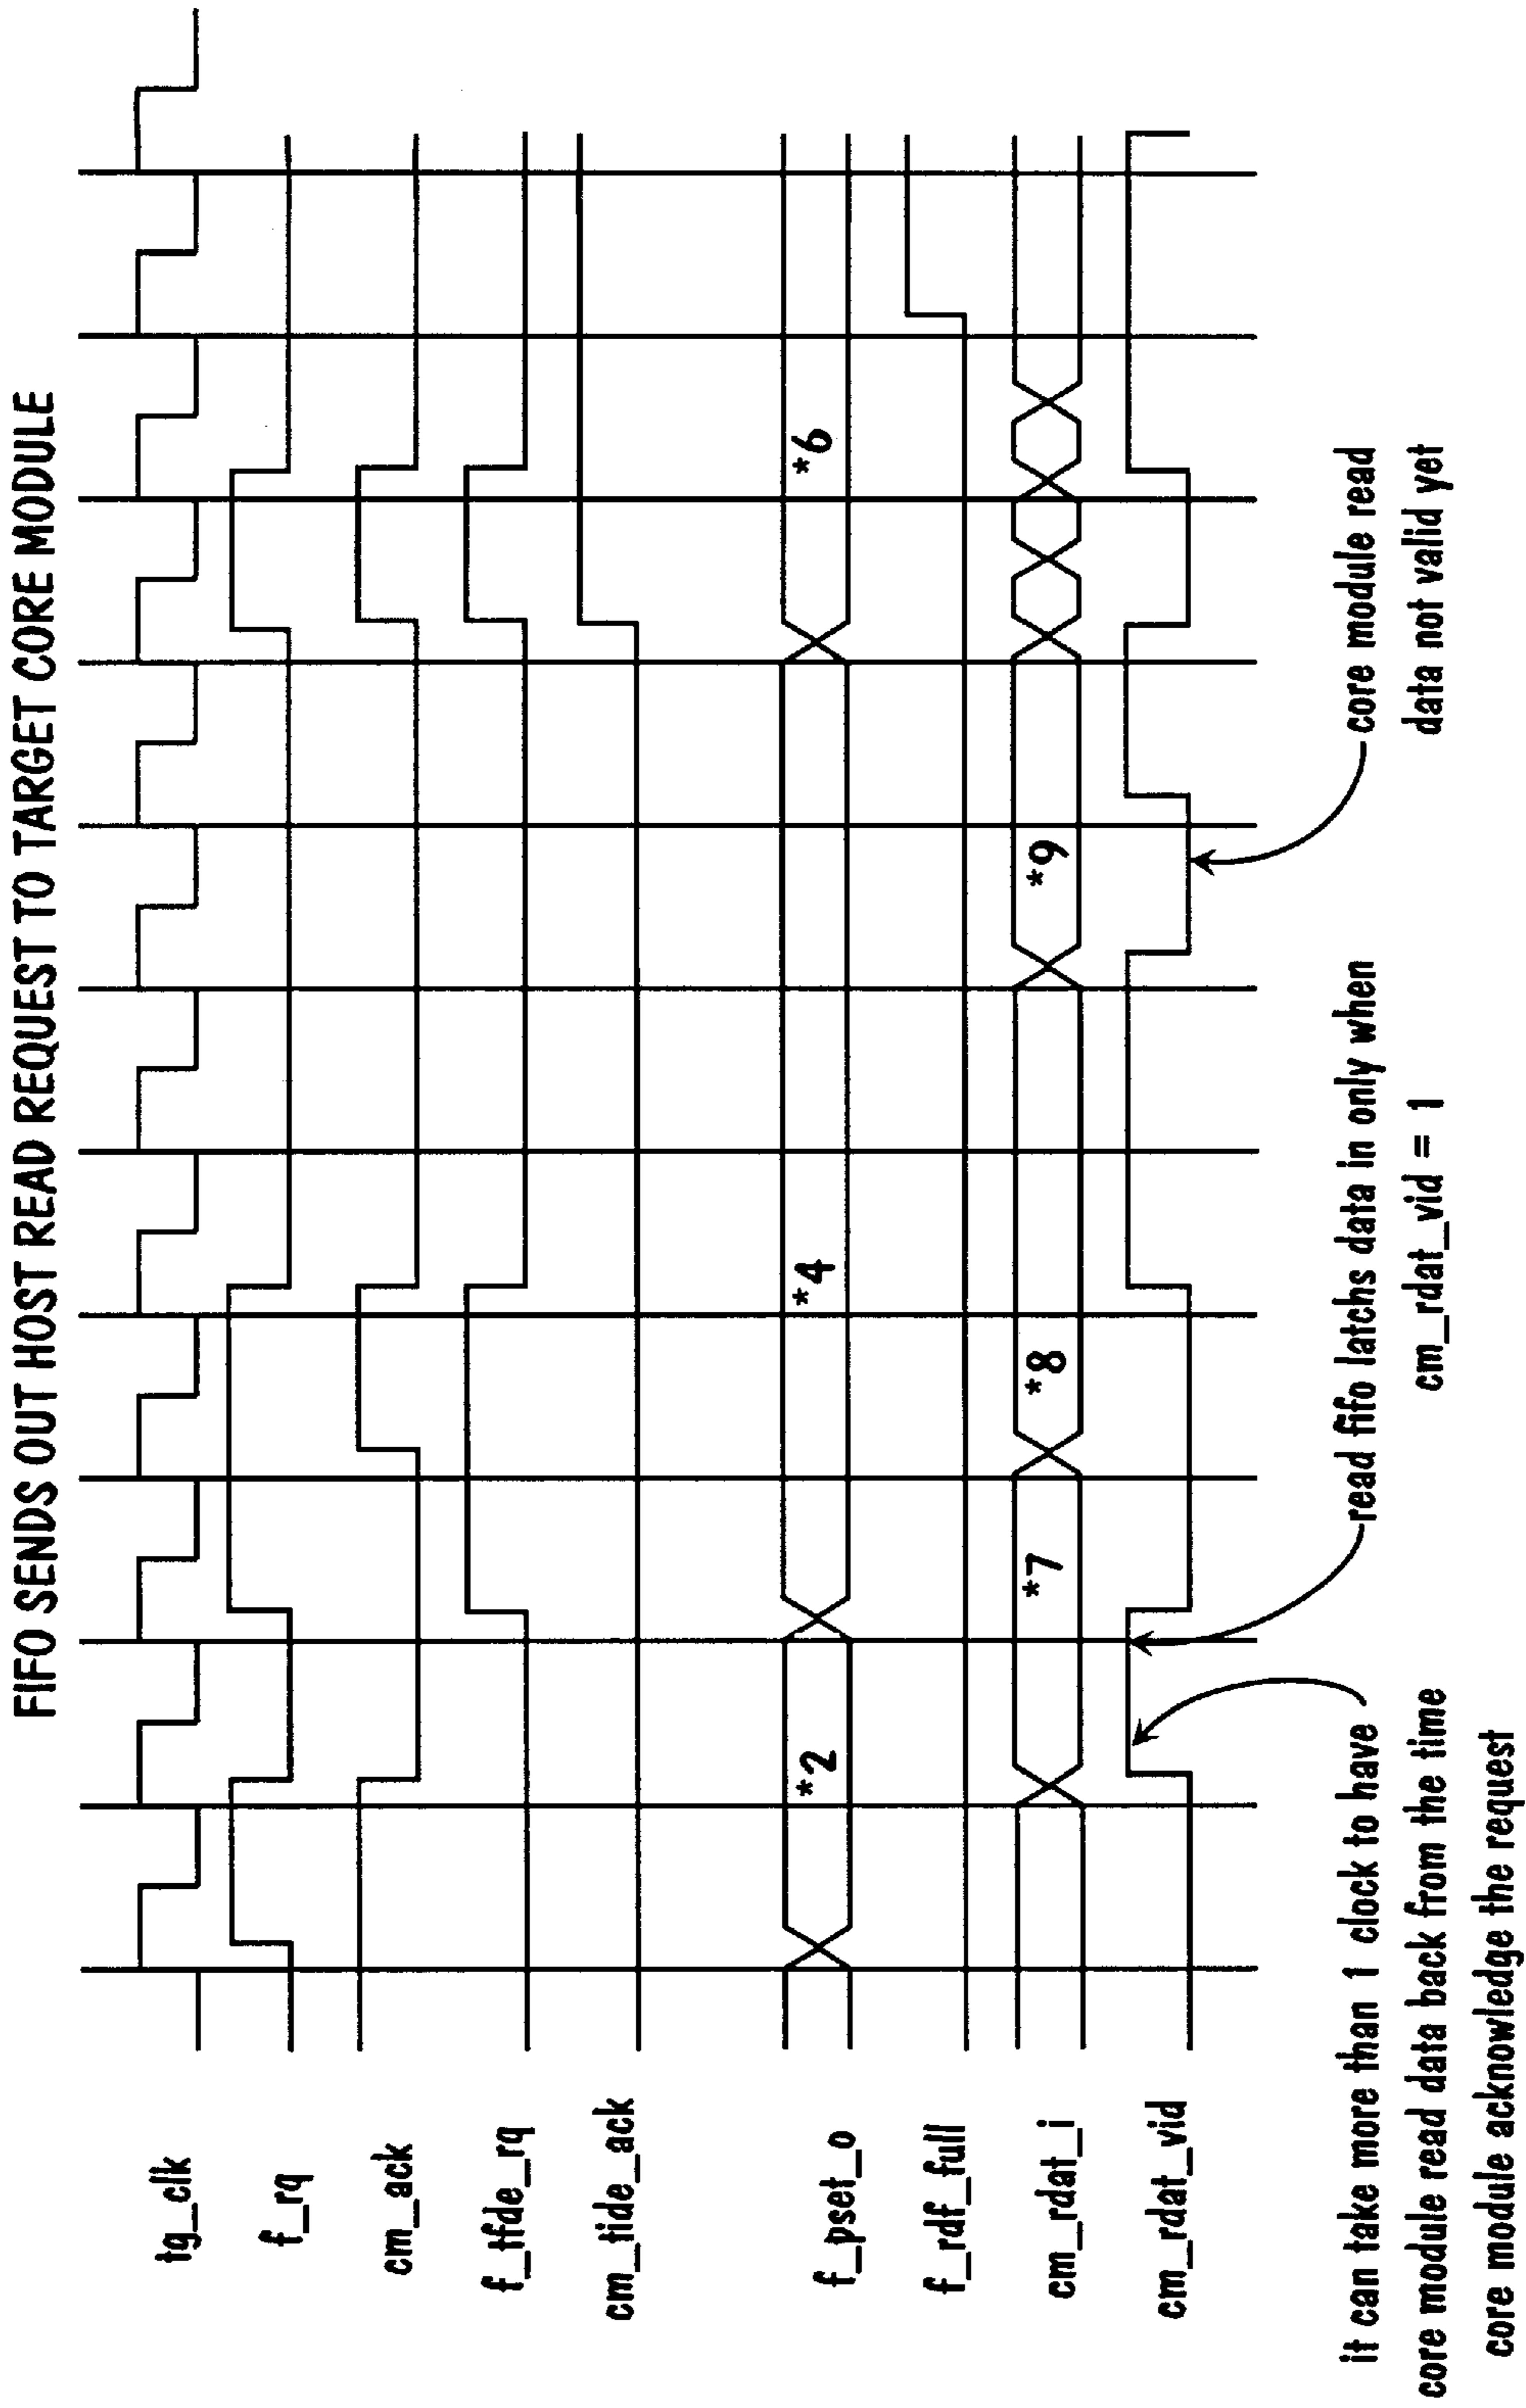 FIFO SENDS OUT HOST READ REQUEST TO TARGET CORE MODULE
tg_clk
f_rq
cm_ack
f_tfde_rq
cm_tide_ack
f_pset_o
*2
*4
*6
f_rdf_full
cm_rdat_i
*7
*8
*9
cm_rdat_vid
it can take more than 1 clock to have
core module read data back from the time
core module acknowledge the request
read fifo latchs data in only when
cm_rdat_vid = 1
core module read
data not valid yet